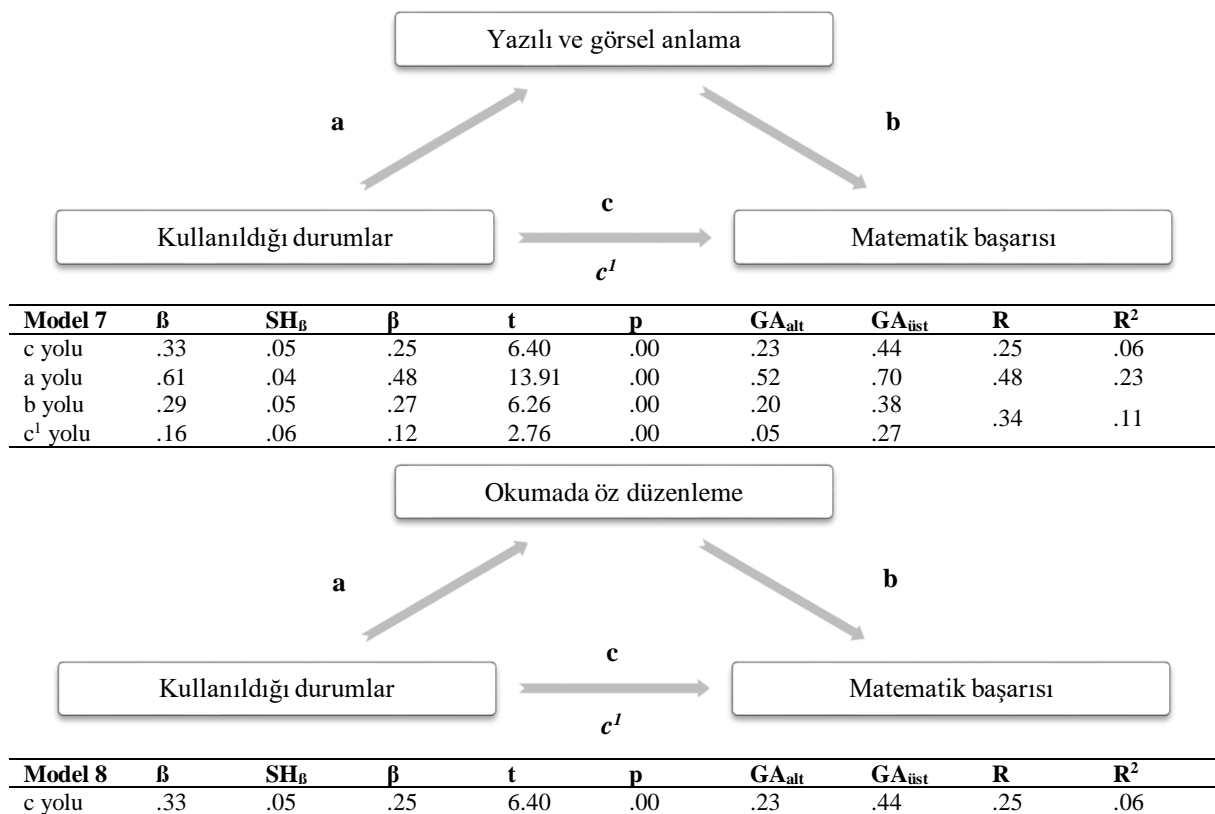 Yazılı ve görsel anlama
a
b
c
Kullanıldığı durumlar
Matematik başarısı
c¹
Model 7 ß SHß β t p GAalt GAüst R R²
c yolu .33 .05 .25 6.40 .00 .23 .44 .25 .06
a yolu .61 .04 .48 13.91 .00 .52 .70 .48 .23
b yolu .29 .05 .27 6.26 .00 .20 .38 .34 .11
c¹ yolu .16 .06 .12 2.76 .00 .05 .27
Okumada öz düzenleme
a
b
c
Kullanıldığı durumlar
Matematik başarısı
c¹
Model 8 ß SHß β t p GAalt GAüst R R²
c yolu .33 .05 .25 6.40 .00 .23 .44 .25 .06